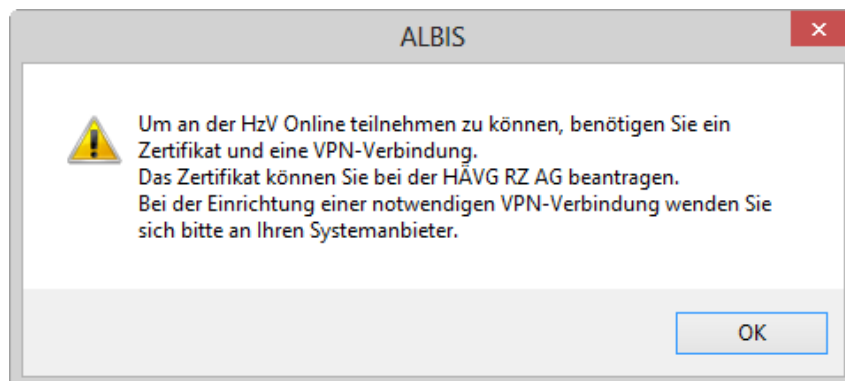 ALBIS
Um an der HzV Online teilnehmen zu können, benötigen Sie ein
Zertifikat und eine VPN-Verbindung.
Das Zertifikat können Sie bei der HÄVG RZ AG beantragen.
Bei der Einrichtung einer notwendigen VPN-Verbindung wenden Sie
sich bitte an Ihren Systemanbieter.
OK